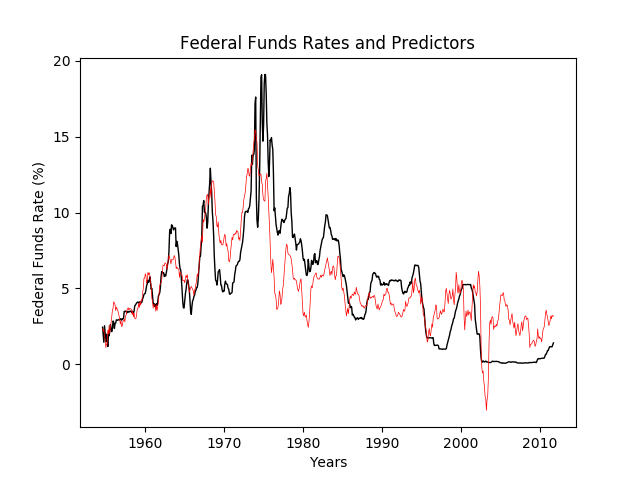 Federal Funds Rates and Predictors
20
15
10
5
0
Federal Funds Rate (%)
1960 1970 1980 1990 2000 2010
Years